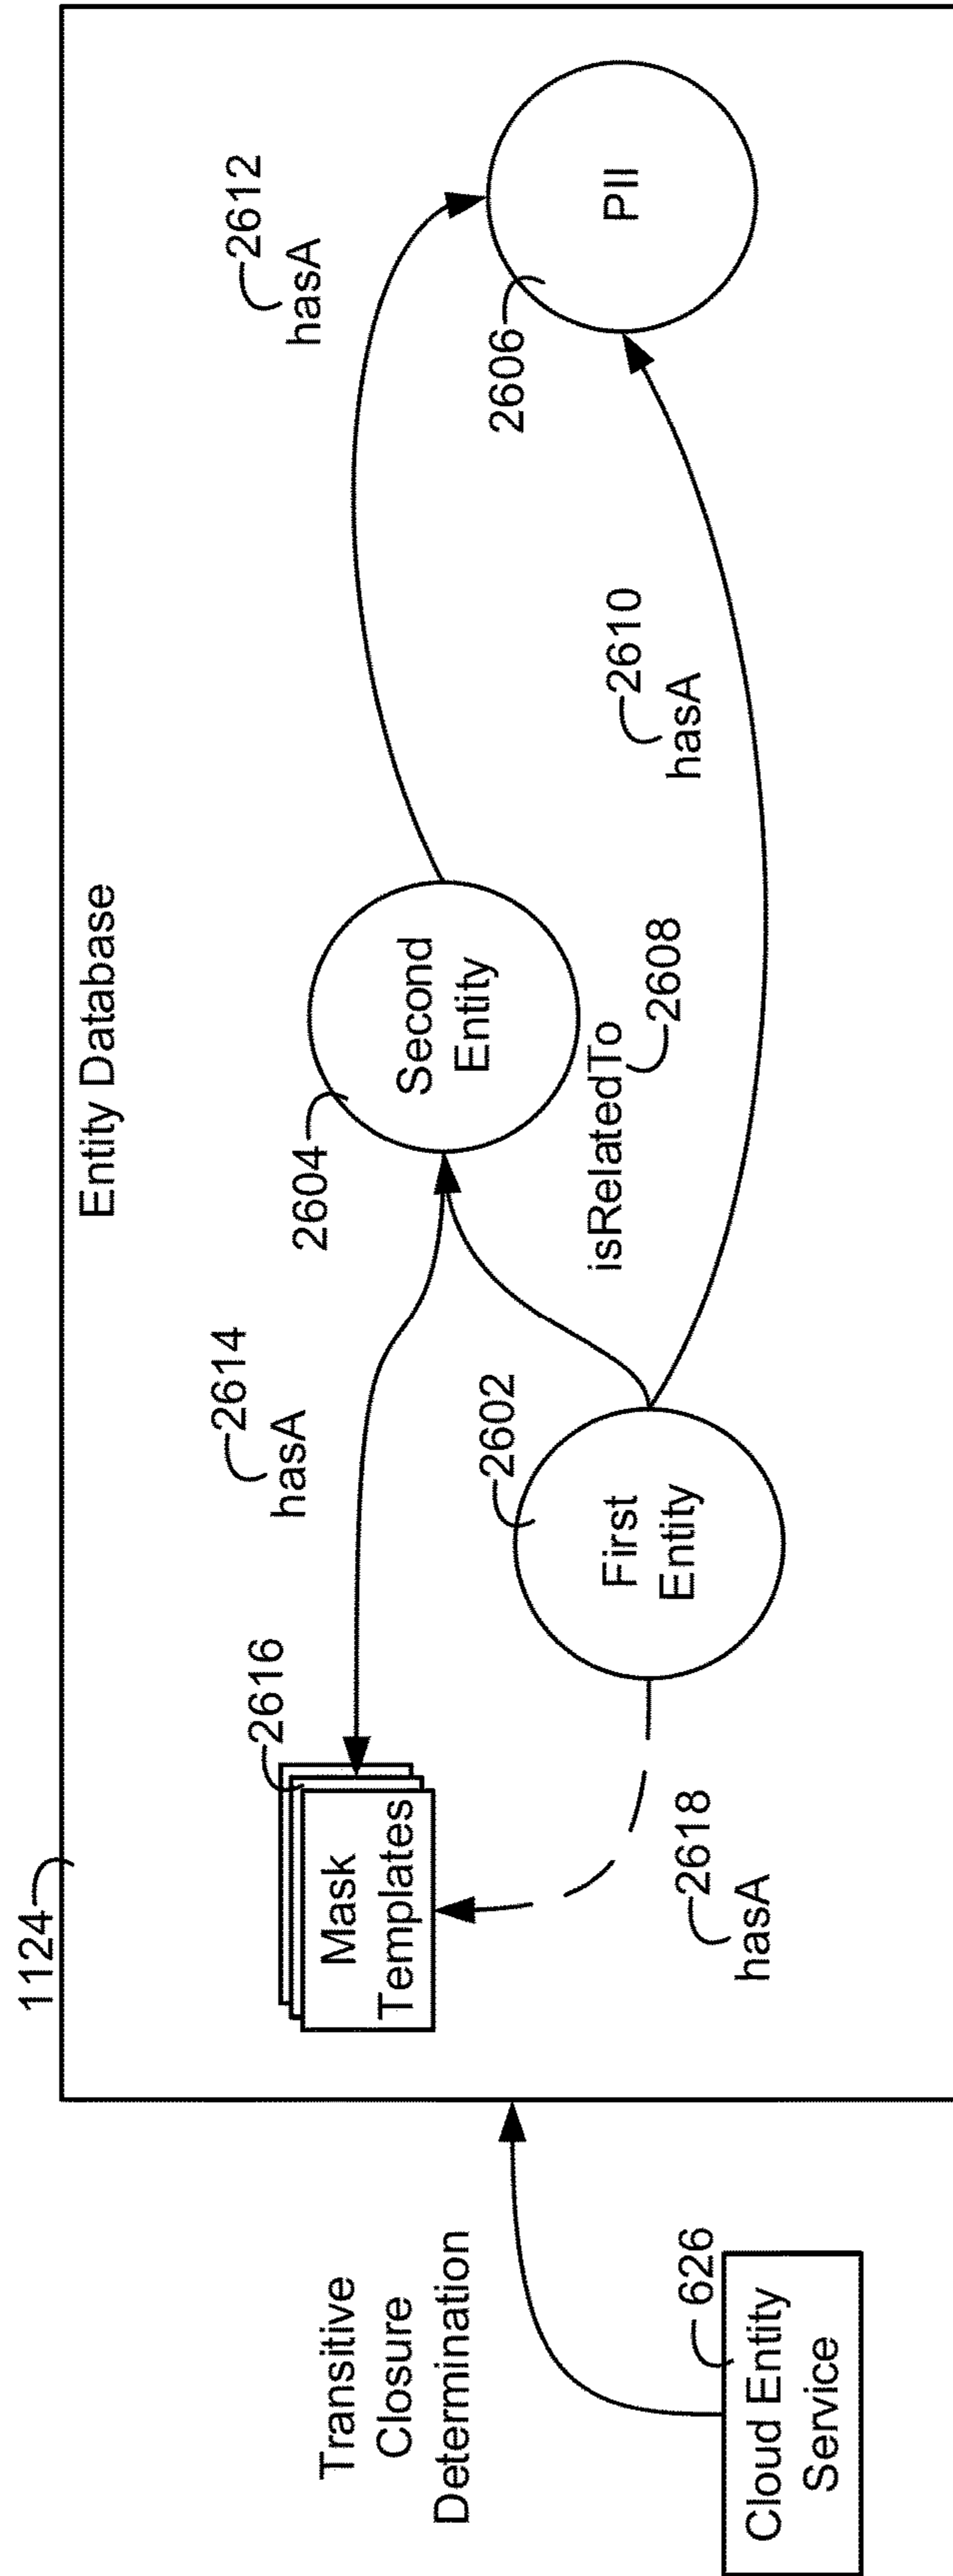 1124
Entity Database
2616
Mask
Templates
2614
hasA
2604
Second
Entity
2612
hasA
2602
First
Entity
isRelatedTo
2608
2610
hasA
2606
PII
2618
hasA
Transitive
Closure
Determination
626
Cloud Entity
Service